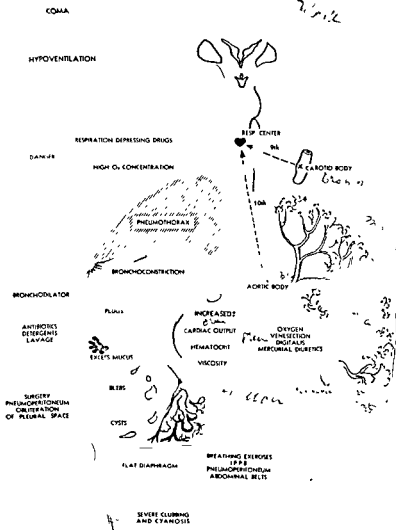 COMA
HYPOVENTILATION
RESP. CENTER
RESPIRATION DEPRESSING DRUGS
9th
DANGER
HIGH O₂ CONCENTRATION
CAROTID BODY
10th
PNEUMOTHORAX
BRONCHOCONSTRICTION
AORTIC BODY
BRONCHODILATOR
PLUGS
INCREASED
CARDIAC OUTPUT
ANTIBIOTICS
DETERGENTS
LAVAGE
OXYGEN
VENESECTION
DIGITALIS
MERCURIAL DIURETICS
HEMATOCRIT
EXCESS MUCUS
VISCOSITY
BLEBS
SURGERY
PNEUMOPERITONEUM
OBLITERATION
OF PLEURAL SPACE
CYSTS
FLAT DIAPHRAGM
BREATHING EXERCISES
IPPB
PNEUMOPERITONEUM
ABDOMINAL BELTS
SEVERE CLUBBING
AND CYANOSIS